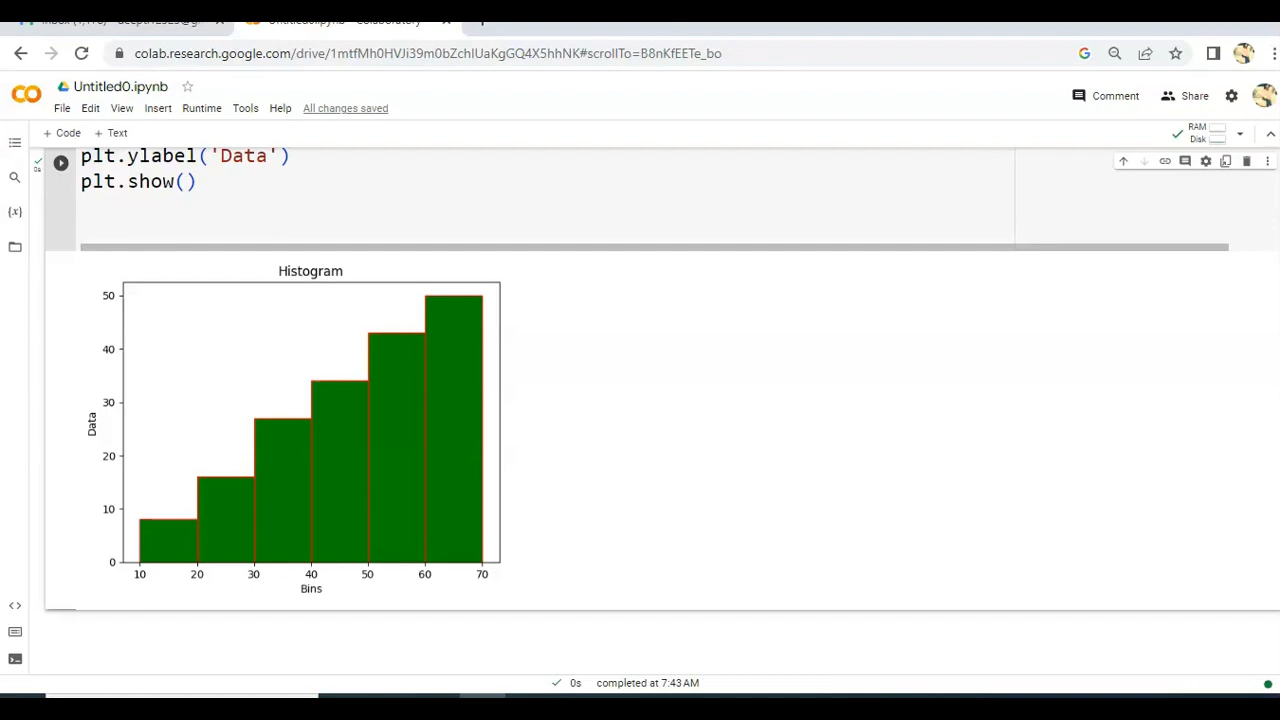 colab.research.google.com/drive/1mtfMh0HVJi39m0bZchIUaKgGQ4X5hhNK#scrollTo=B8nKfEETe_bo
Untitled0.ipynb
File Edit View Insert Runtime Tools Help All changes saved
Comment Share
+ Code + Text
RAM
Disk
plt.ylabel('Data')
0s
plt.show()
{x}
Histogram
50
40
30
20
10
0
Data
10 20 30 40 50 60 70
Bins
0s completed at 7:43 AM